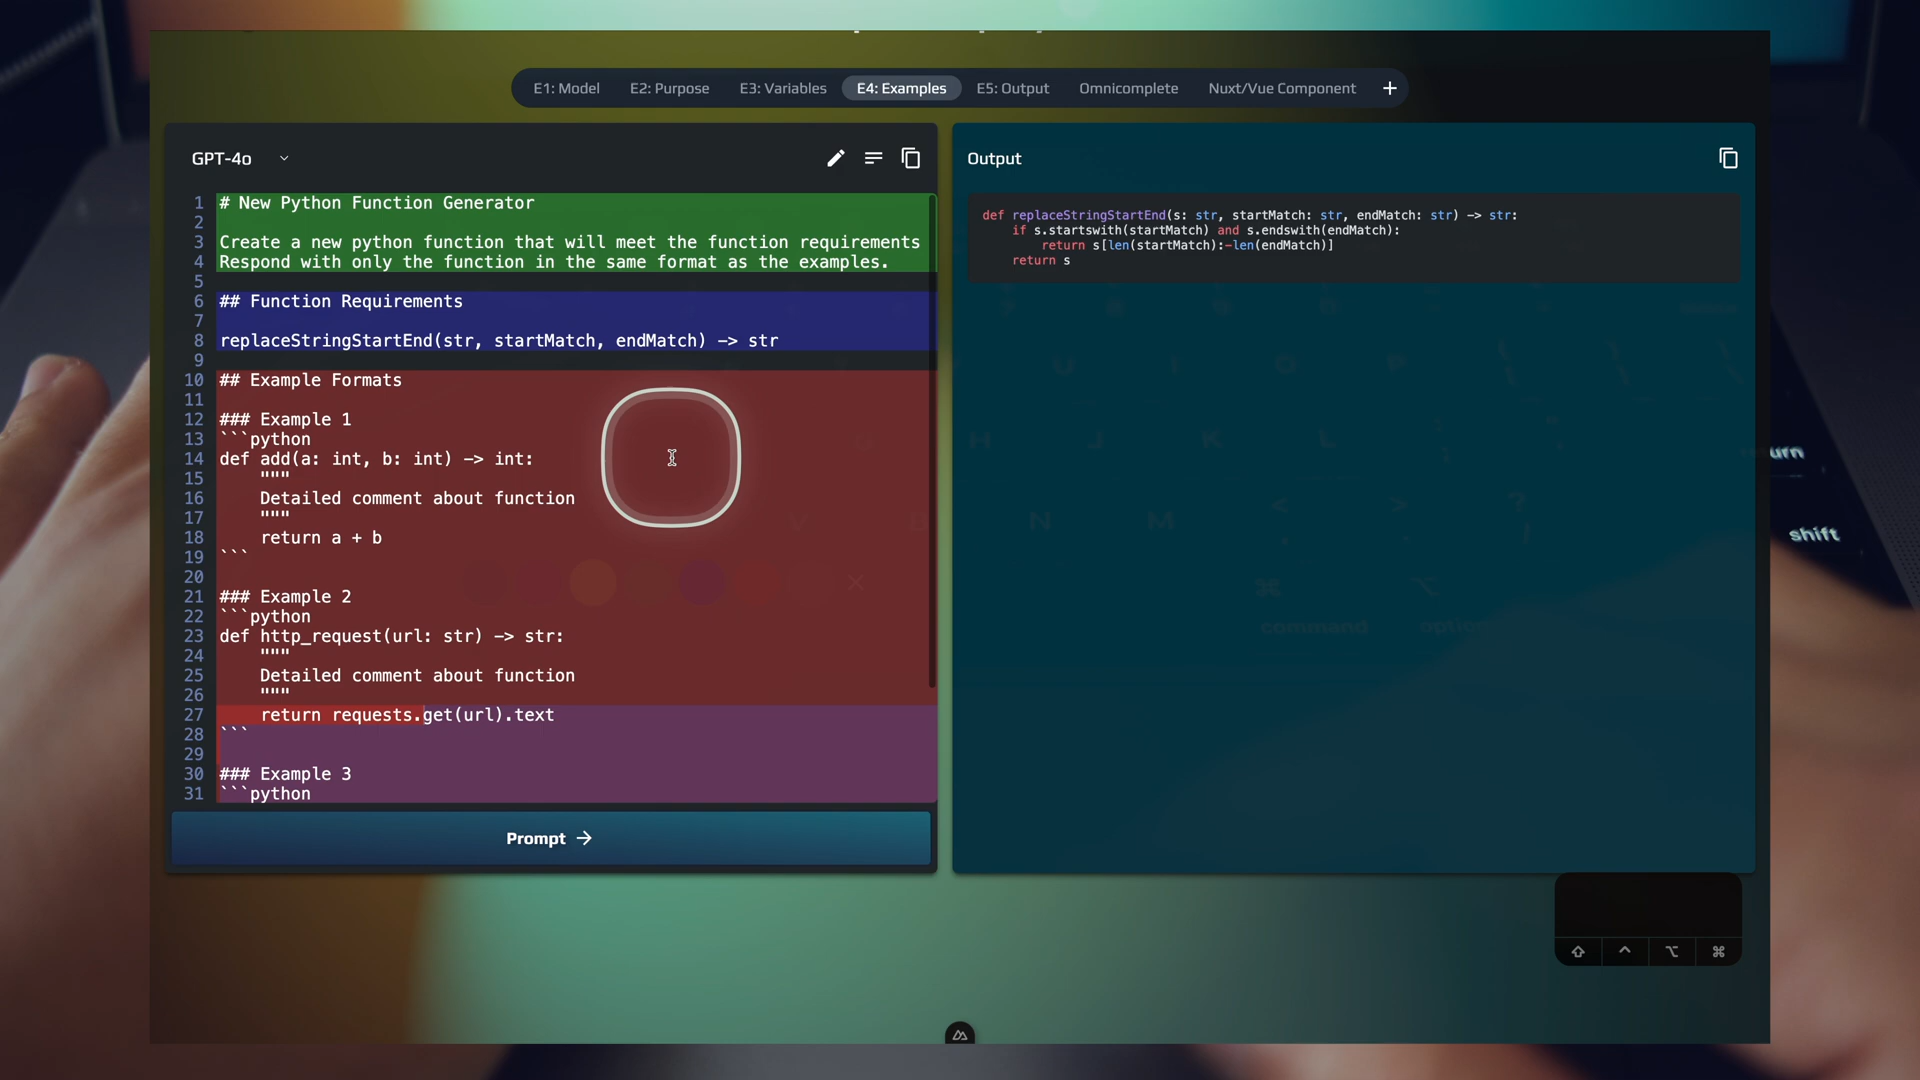 E1: Model E2: Purpose E3: Variables E4: Examples E5: Output Omnicomplete Nuxt/Vue Component +
GPT-4o
1 # New Python Function Generator
2
3 Create a new python function that will meet the function requirements
4 Respond with only the function in the same format as the examples.
5
6 ## Function Requirements
7
8 replaceStringStartEnd(str, startMatch, endMatch) -> str
9
10 ## Example Formats
11
12 ### Example 1
13 ```python
14 def add(a: int, b: int) -> int:
15     """
16     Detailed comment about function
17     """
18     return a + b
19 ```
20
21 ### Example 2
22 ```python
23 def http_request(url: str) -> str:
24     """
25     Detailed comment about function
26     """
27     return requests.get(url).text
28 ```
29
30 ### Example 3
31 ```python
Prompt →
Output
def replaceStringStartEnd(s: str, startMatch: str, endMatch: str) -> str:
    if s.startswith(startMatch) and s.endswith(endMatch):
        return s[len(startMatch):-len(endMatch)]
    return s
U I O P
H J K L
V B N M < > ?
⌘ ⌥
command option
urn
shift
⇧ ^ ⌥ ⌘